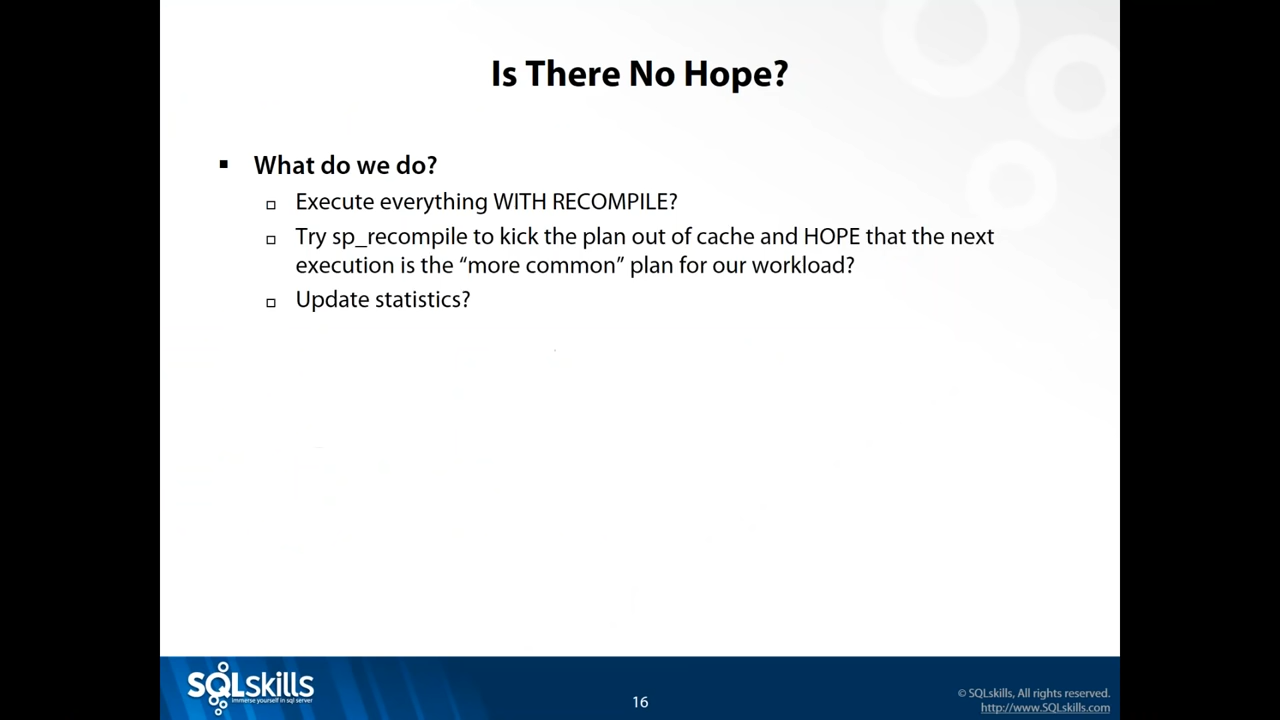 Is There No Hope?
What do we do?
Execute everything WITH RECOMPILE?
Try sp_recompile to kick the plan out of cache and HOPE that the next
execution is the “more common” plan for our workload?
Update statistics?
SQLskills
immerse yourself in sql server
16
© SQLskills, All rights reserved.
http://www.SQLskills.com